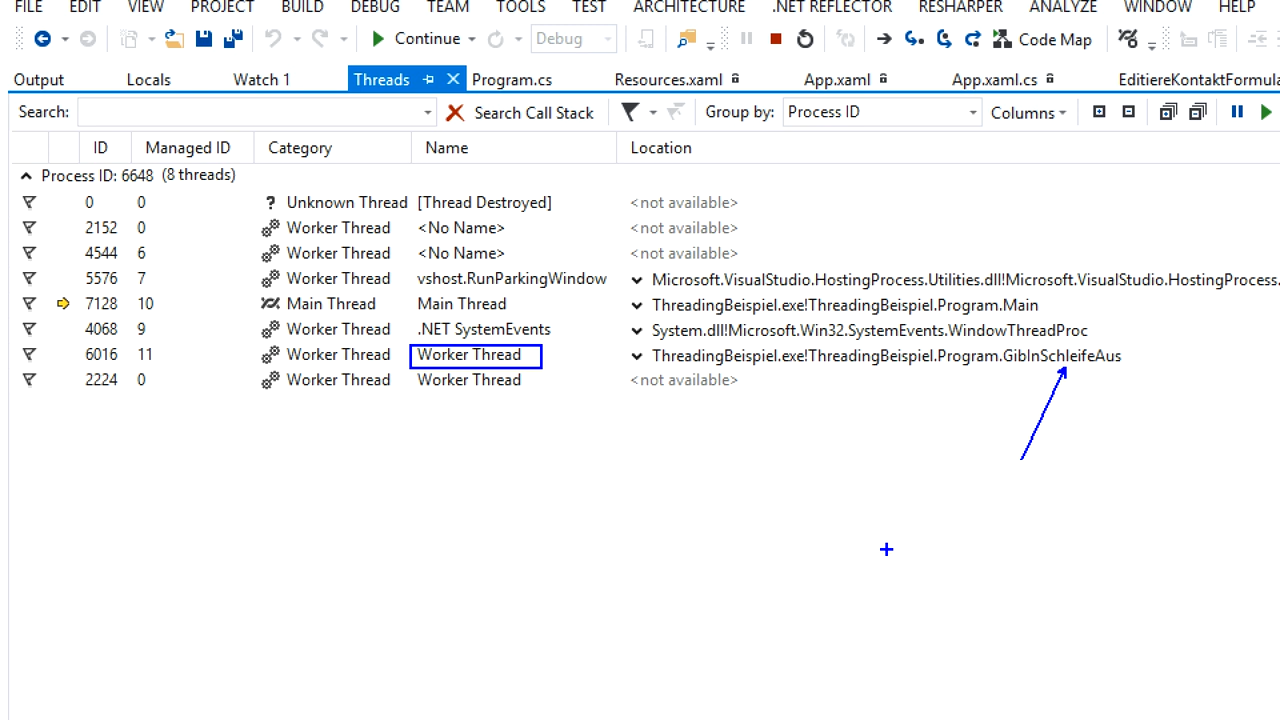 FILE EDIT VIEW PROJECT BUILD DEBUG TEAM TOOLS TEST ARCHITECTURE .NET REFLECTOR RESHARPER ANALYZE WINDOW HELP
Continue Debug Code Map
Output Locals Watch 1 Threads Program.cs Resources.xaml App.xaml App.xaml.cs EditiereKontaktFormula
Search: Search Call Stack Group by: Process ID Columns
ID Managed ID Category Name Location
Process ID: 6648 (8 threads)
0 0 ? Unknown Thread [Thread Destroyed] <not available>
2152 0 Worker Thread <No Name> <not available>
4544 6 Worker Thread <No Name> <not available>
5576 7 Worker Thread vshost.RunParkingWindow Microsoft.VisualStudio.HostingProcess.Utilities.dll!Microsoft.VisualStudio.HostingProcess.
7128 10 Main Thread Main Thread ThreadingBeispiel.exe!ThreadingBeispiel.Program.Main
4068 9 Worker Thread .NET SystemEvents System.dll!Microsoft.Win32.SystemEvents.WindowThreadProc
6016 11 Worker Thread Worker Thread ThreadingBeispiel.exe!ThreadingBeispiel.Program.GibInSchleifeAus
2224 0 Worker Thread Worker Thread <not available>